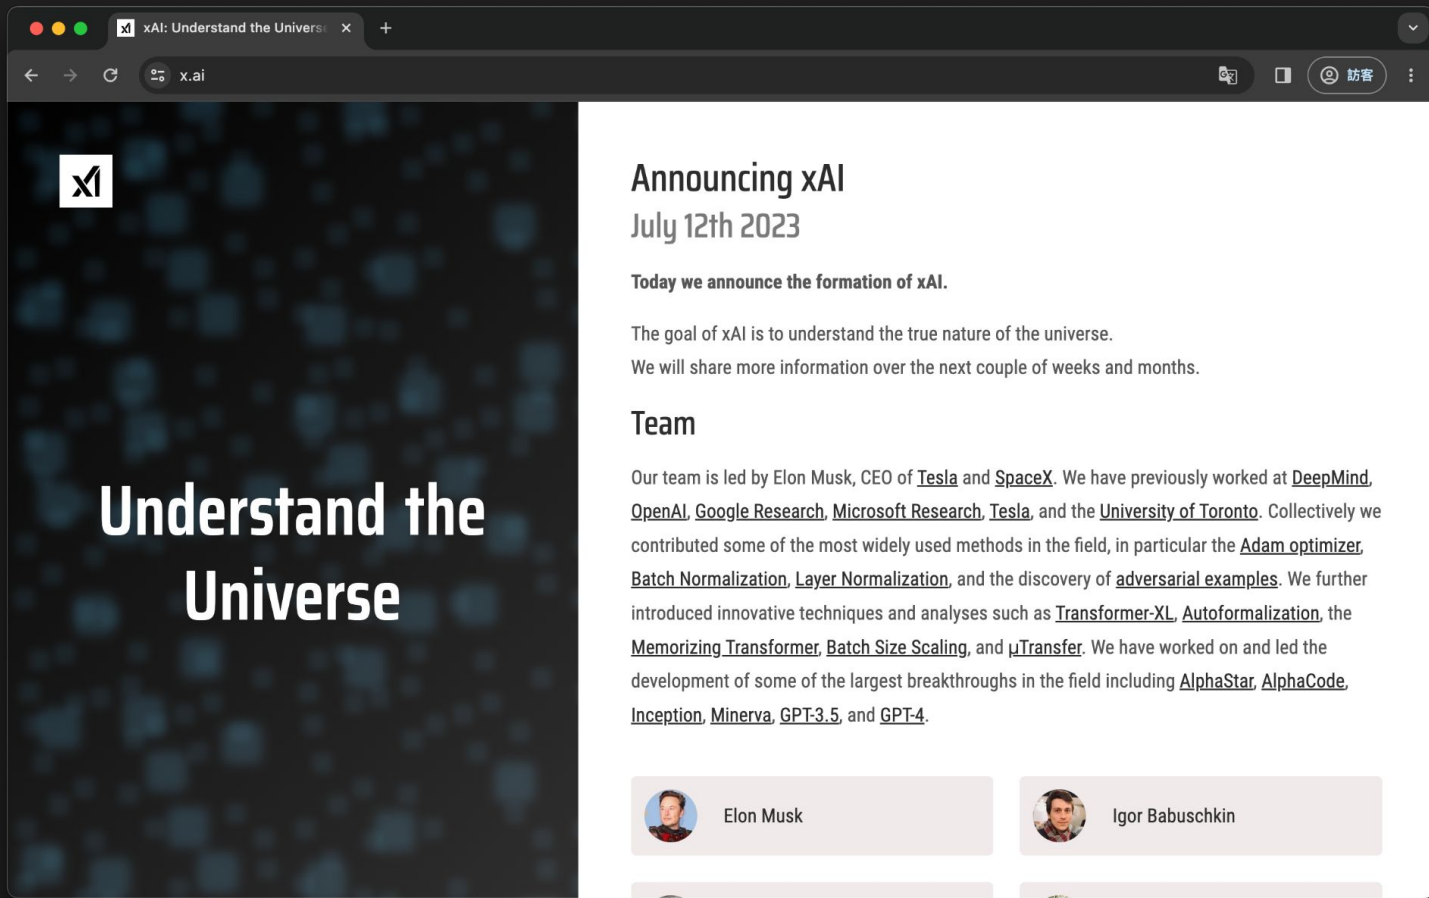 xAI: Understand the Universe
x.ai
訪客
xAI
Understand the
Universe
Announcing xAI
July 12th 2023
Today we announce the formation of xAI.
The goal of xAI is to understand the true nature of the universe.
We will share more information over the next couple of weeks and months.
Team
Our team is led by Elon Musk, CEO of Tesla and SpaceX. We have previously worked at DeepMind,
OpenAI, Google Research, Microsoft Research, Tesla, and the University of Toronto. Collectively we
contributed some of the most widely used methods in the field, in particular the Adam optimizer,
Batch Normalization, Layer Normalization, and the discovery of adversarial examples. We further
introduced innovative techniques and analyses such as Transformer-XL, Autoformalization, the
Memorizing Transformer, Batch Size Scaling, and μTransfer. We have worked on and led the
development of some of the largest breakthroughs in the field including AlphaStar, AlphaCode,
Inception, Minerva, GPT-3.5, and GPT-4.
Elon Musk
Igor Babuschkin